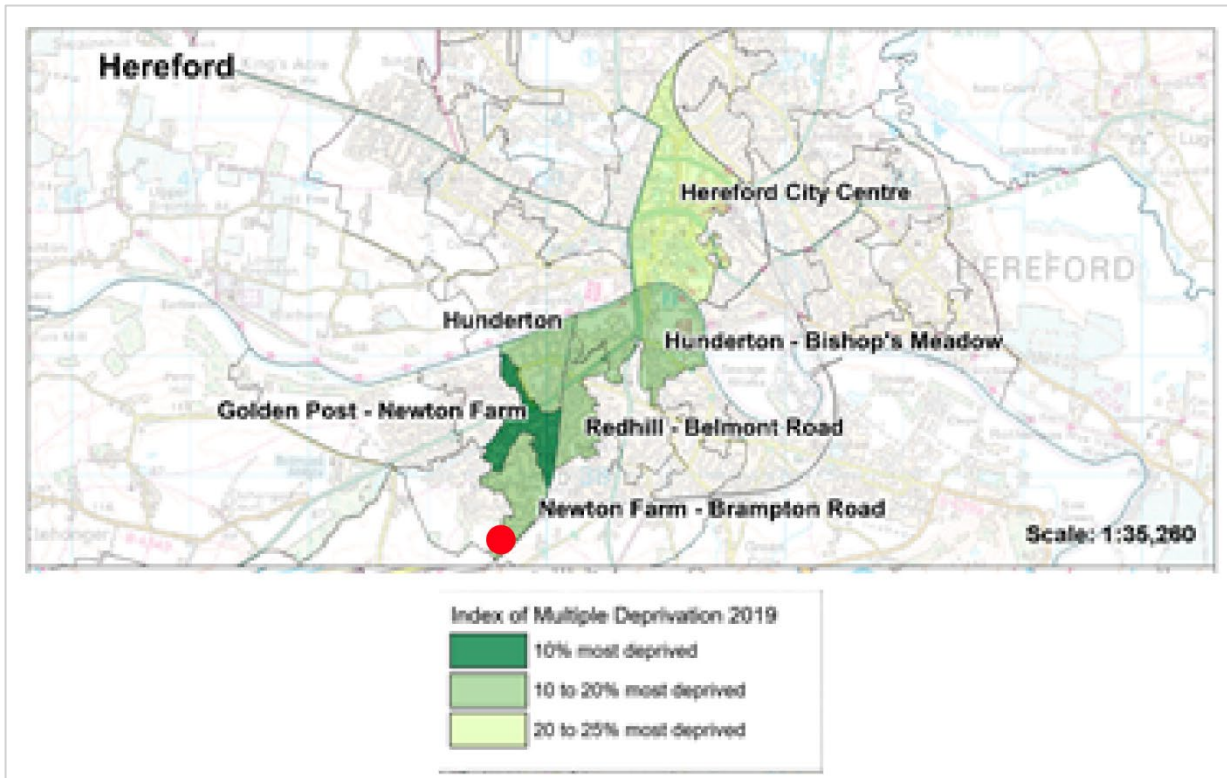 Hereford
King's Acre
Hereford City Centre
HEREFORD
Hunderton
Hunderton - Bishop's Meadow
Golden Post - Newton Farm
Redhill - Belmont Road
Newton Farm - Brampton Road
Scale: 1:35,260
Index of Multiple Deprivation 2019
10% most deprived
10 to 20% most deprived
20 to 25% most deprived